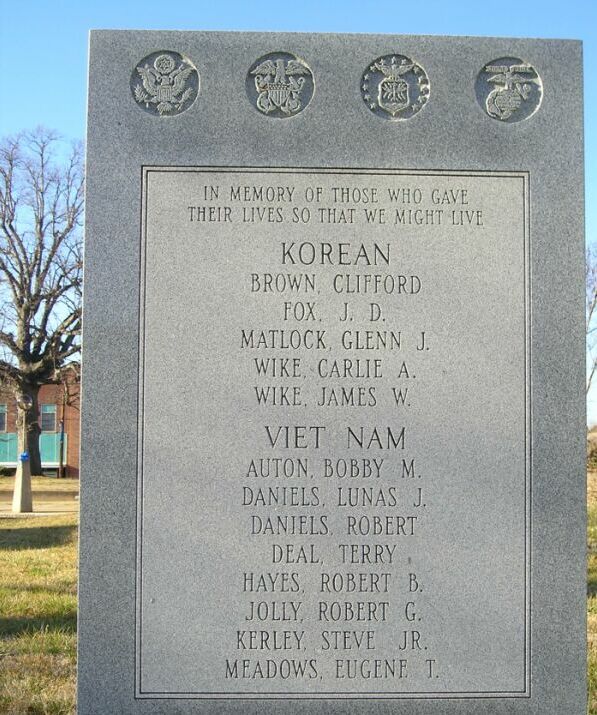 IN MEMORY OF THOSE WHO GAVE
THEIR LIVES SO THAT WE MIGHT LIVE
KOREAN
BROWN, CLIFFORD
FOX, J. D.
MATLOCK, GLENN J.
WIKE, CARLIE A.
WIKE, JAMES W.
VIET NAM
AUTON, BOBBY M.
DANIELS, LUNAS J.
DANIELS, ROBERT
DEAL, TERRY
HAYES, ROBERT B.
JOLLY, ROBERT G.
KERLEY, STEVE JR.
MEADOWS, EUGENE T.